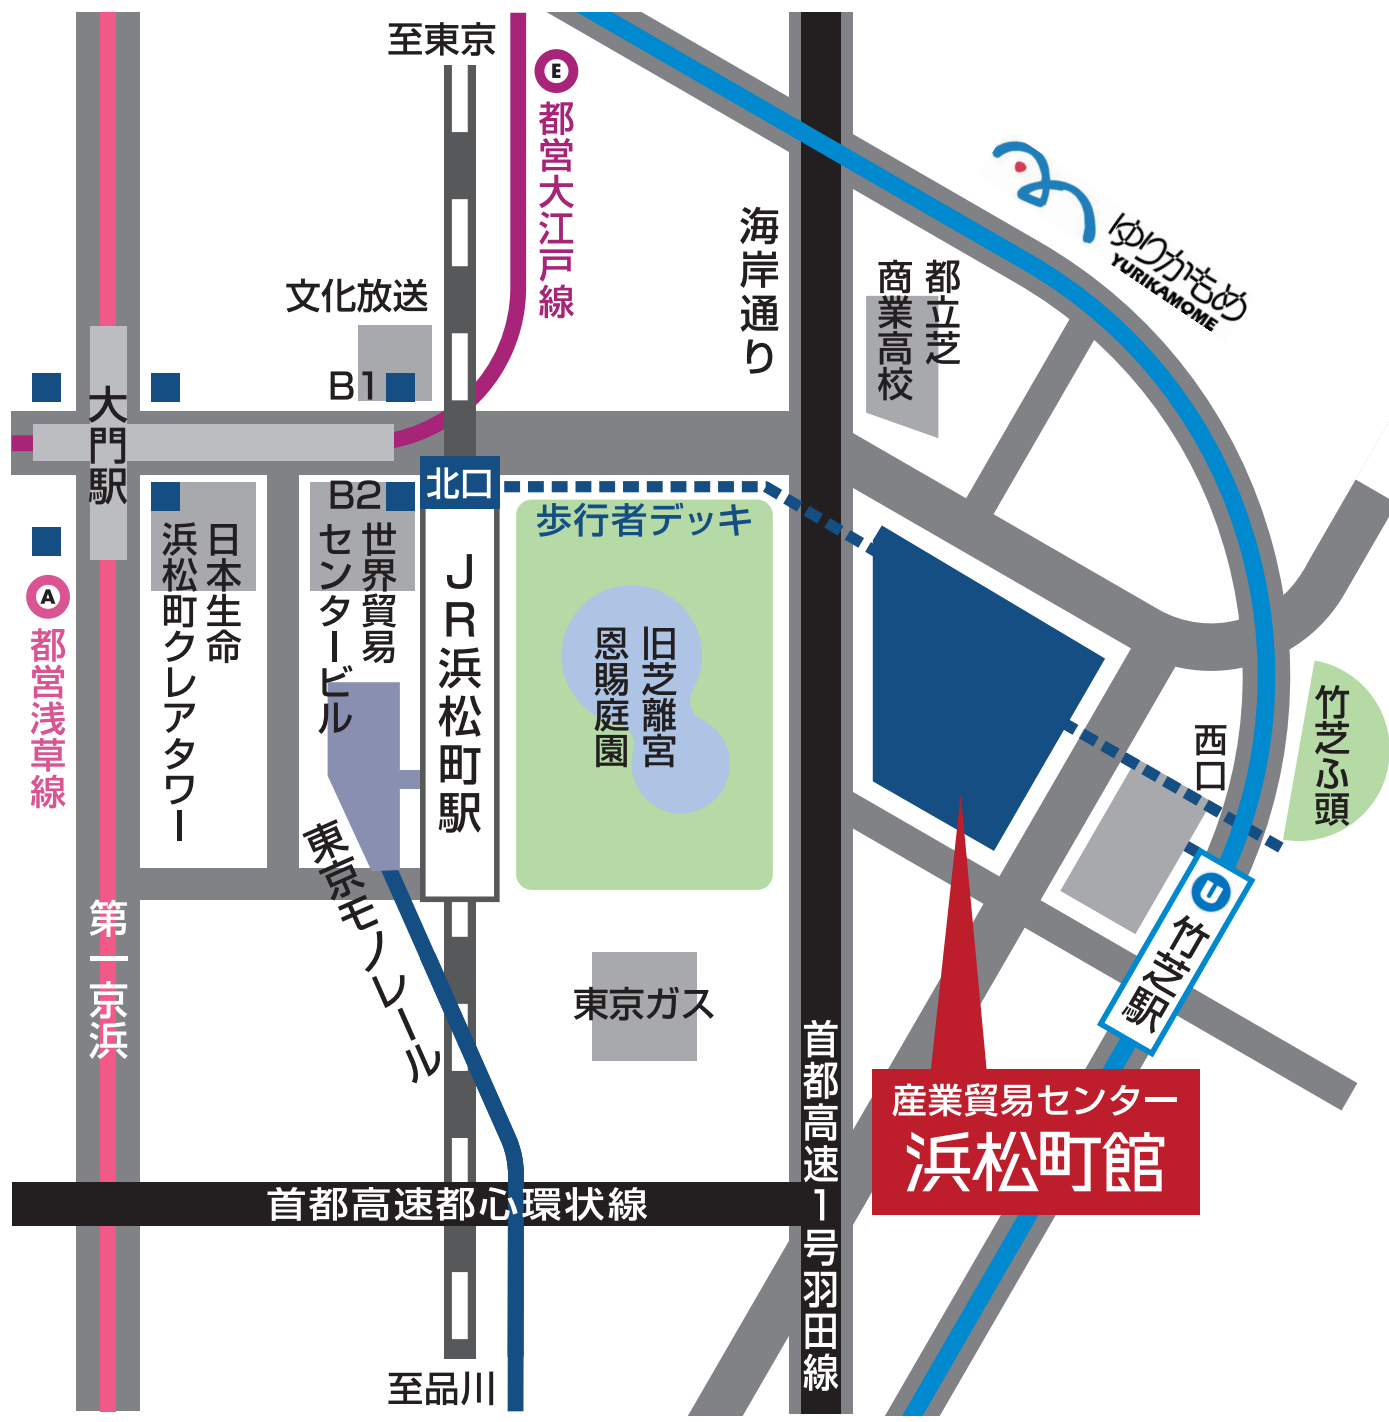 至東京
E
都営大江戸線
ゆりかもめ
YURIKAMOME
海岸通り
都立芝
商業高校
文化放送
B1
大門駅
B2
北口
歩行者デッキ
日本生命
浜松町クレアタワー
世界貿易
センタービル
JR浜松町駅
旧芝離宮
恩賜庭園
A
都営浅草線
西口
竹芝ふ頭
東京モノレール
U
竹芝駅
第一京浜
東京ガス
首都高速1号羽田線
産業貿易センター
浜松町館
首都高速都心環状線
至品川